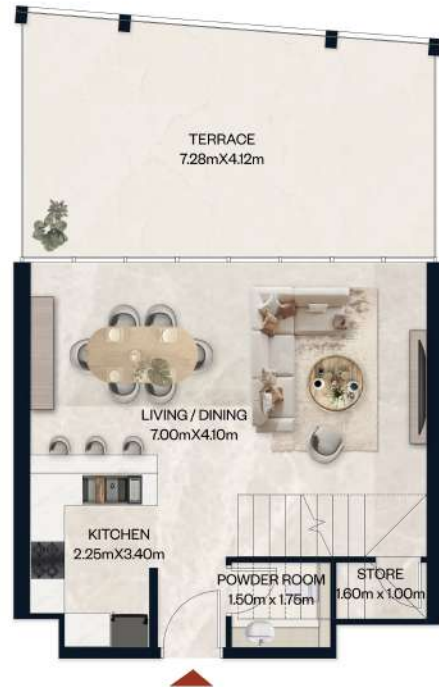 TERRACE
7.28mX4.12m
LIVING / DINING
7.00mX4.10m
KITCHEN
2.25mX3.40m
POWDER ROOM
1.50m x 1.75m
STORE
1.60m x 1.00m